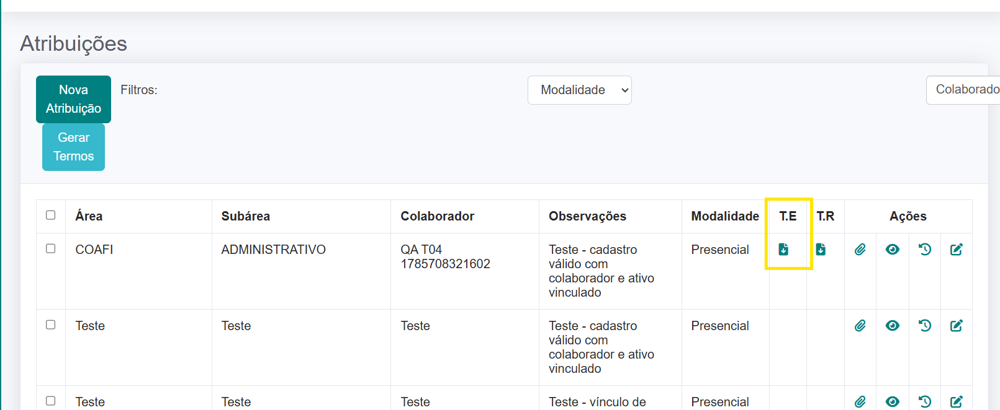 Atribuições
Nova
Atribuição
Filtros:
Modalidade
Colaborado
Gerar
Termos
Área Subárea Colaborador Observações Modalidade T.E T.R Ações
COAFI ADMINISTRATIVO QA T04 Teste - cadastro Presencial
1785708321602 válido com
colaborador e ativo
vinculado
Teste Teste Teste Teste - cadastro Presencial
válido com
colaborador e ativo
vinculado
Teste Teste Teste Teste - vínculo de Presencial